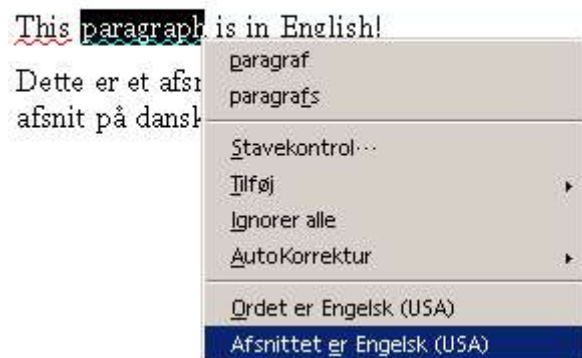 This paragraph is in English!
Dette er et
afsnit på
paragraf
paragrafs
Stavekontrol...
Tilføj
Ignorer alle
AutoKorrektur
Ordet er Engelsk (USA)
Afsnittet er Engelsk (USA)